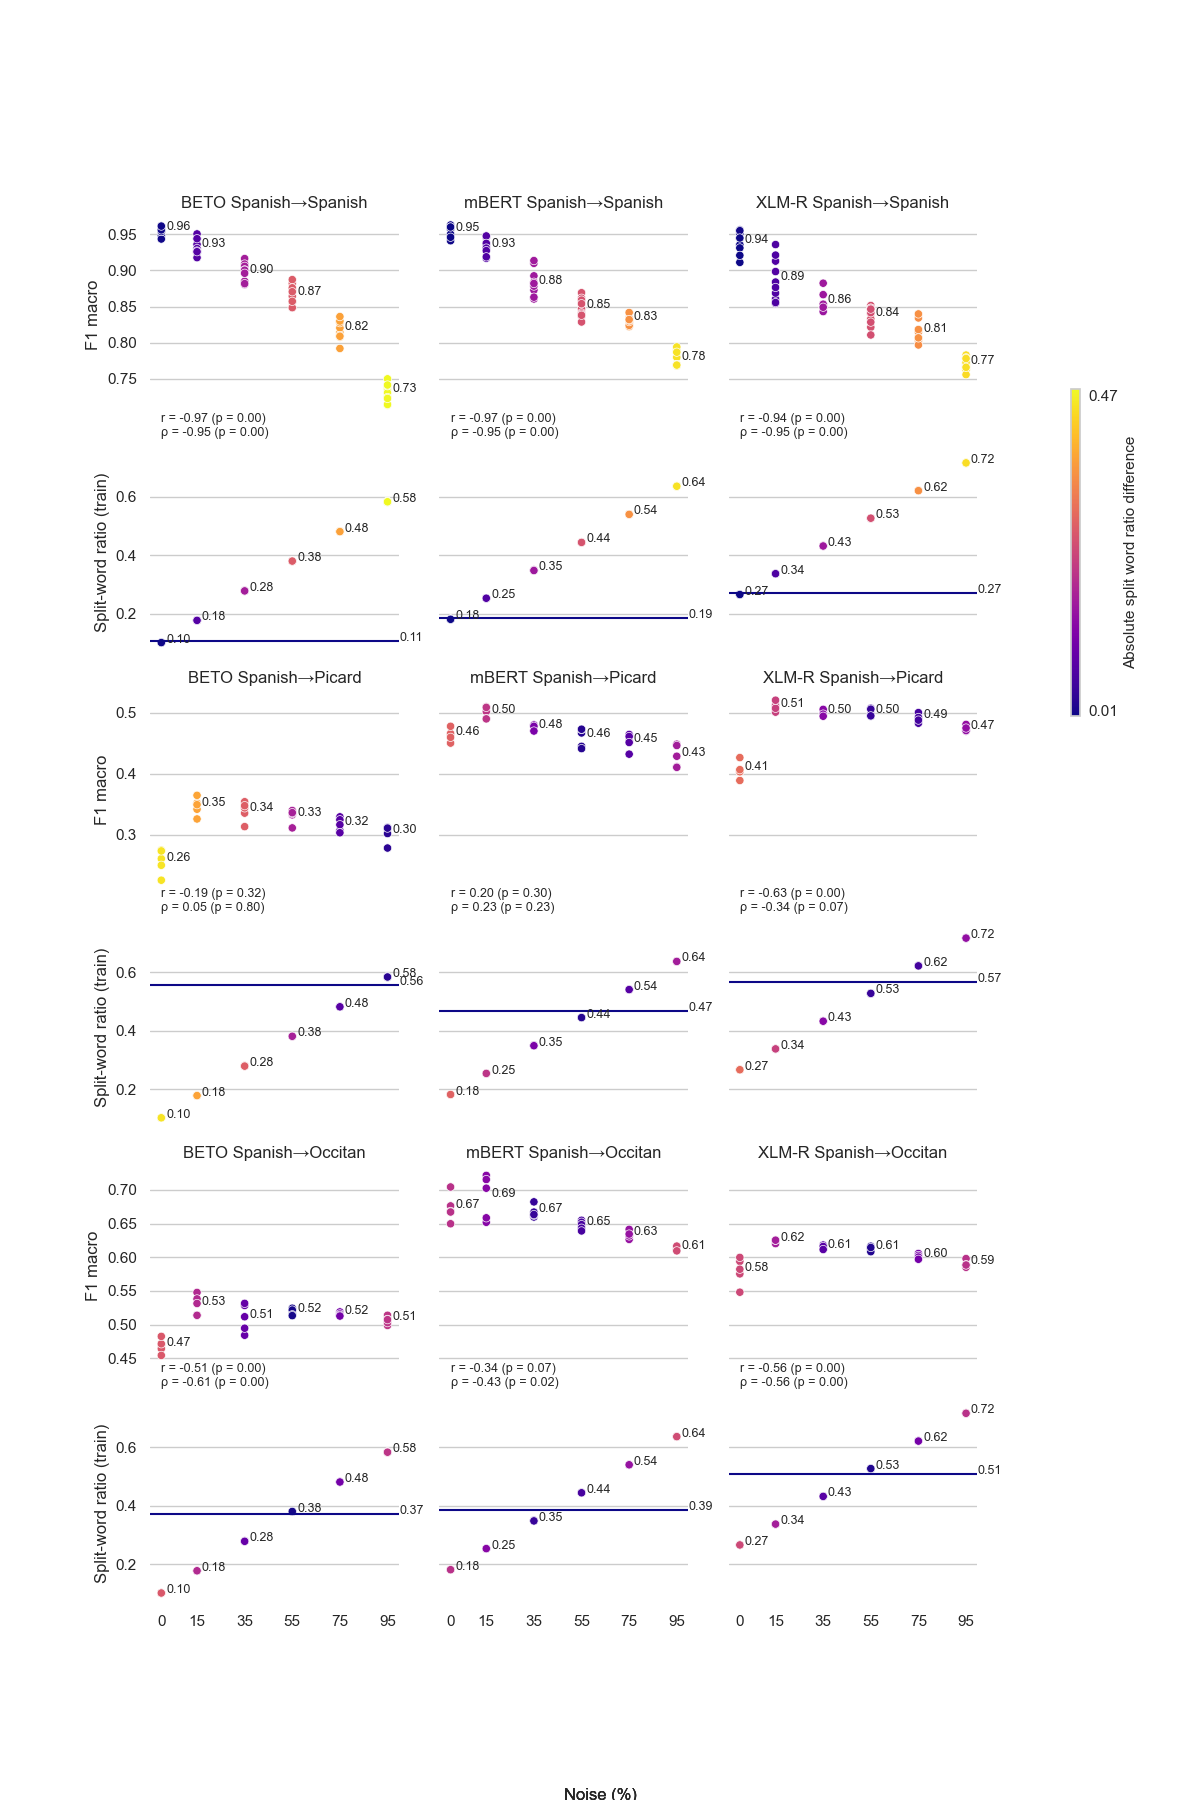 BETO Spanish→Spanish mBERT Spanish→Spanish XLM-R Spanish→Spanish
F1 macro
0.95
0.90
0.85
0.80
0.75
0.96 0.93 0.90 0.87 0.82 0.73
0.95 0.93 0.88 0.85 0.83 0.78
0.94 0.89 0.86 0.84 0.81 0.77
r = -0.97 (p = 0.00) r = -0.97 (p = 0.00) r = -0.94 (p = 0.00)
ρ = -0.95 (p = 0.00) ρ = -0.95 (p = 0.00) ρ = -0.95 (p = 0.00)
Split-word ratio (train)
0.6
0.4
0.2
0.10 0.18 0.28 0.38 0.48 0.58 0.11
0.18 0.25 0.35 0.44 0.54 0.64 0.19
0.27 0.34 0.43 0.53 0.62 0.72 0.27
BETO Spanish→Picard mBERT Spanish→Picard XLM-R Spanish→Picard
F1 macro
0.5
0.4
0.3
0.26 0.35 0.34 0.33 0.32 0.30
0.46 0.50 0.48 0.46 0.45 0.43
0.41 0.51 0.50 0.50 0.49 0.47
r = -0.19 (p = 0.32) r = 0.20 (p = 0.30) r = -0.63 (p = 0.00)
ρ = 0.05 (p = 0.80) ρ = 0.23 (p = 0.23) ρ = -0.34 (p = 0.07)
Split-word ratio (train)
0.6
0.4
0.2
0.10 0.18 0.28 0.38 0.48 0.58 0.56
0.18 0.25 0.35 0.44 0.54 0.64 0.47
0.27 0.34 0.43 0.53 0.62 0.72 0.57
BETO Spanish→Occitan mBERT Spanish→Occitan XLM-R Spanish→Occitan
F1 macro
0.70
0.65
0.60
0.55
0.50
0.45
0.47 0.53 0.51 0.52 0.52 0.51
0.67 0.69 0.67 0.65 0.63 0.61
0.58 0.62 0.61 0.61 0.60 0.59
r = -0.51 (p = 0.00) r = -0.34 (p = 0.07) r = -0.56 (p = 0.00)
ρ = -0.61 (p = 0.00) ρ = -0.43 (p = 0.02) ρ = -0.56 (p = 0.00)
Split-word ratio (train)
0.6
0.4
0.2
0.10 0.18 0.28 0.38 0.48 0.58 0.37
0.18 0.25 0.35 0.44 0.54 0.64 0.39
0.27 0.34 0.43 0.53 0.62 0.72 0.51
0 15 35 55 75 95 0 15 35 55 75 95 0 15 35 55 75 95
Noise (%)
0.47
Absolute split word ratio difference
0.01